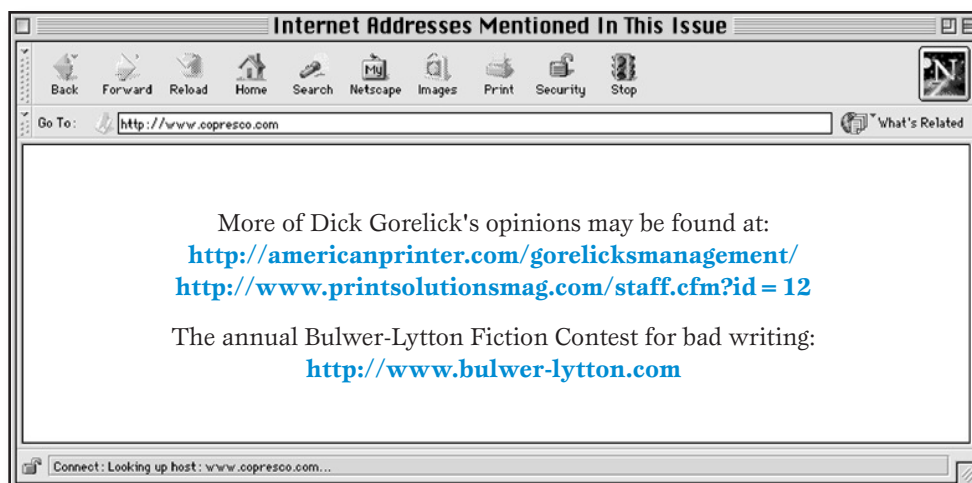 Internet Addresses Mentioned In This Issue
Back Forward Reload Home Search Netscape Images Print Security Stop
Go To: http://www.copresco.com What's Related
More of Dick Gorelick's opinions may be found at:
http://americanprinter.com/gorelicksmanagement/
http://www.printsolutionsmag.com/staff.cfm?id=12
The annual Bulwer-Lytton Fiction Contest for bad writing:
http://www.bulwer-lytton.com
Connect: Looking up host: www.copresco.com...